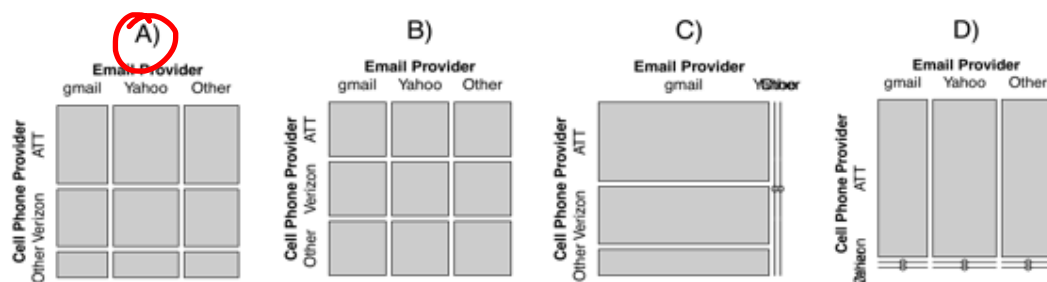 A)
Email Provider
gmail Yahoo Other
Cell Phone Provider
ATT
Verizon
Other
B)
Email Provider
gmail Yahoo Other
Cell Phone Provider
ATT
Verizon
Other
C)
Email Provider
gmail
Cell Phone Provider
ATT
Verizon
Other
D)
Email Provider
gmail Yahoo Other
Cell Phone Provider
ATT